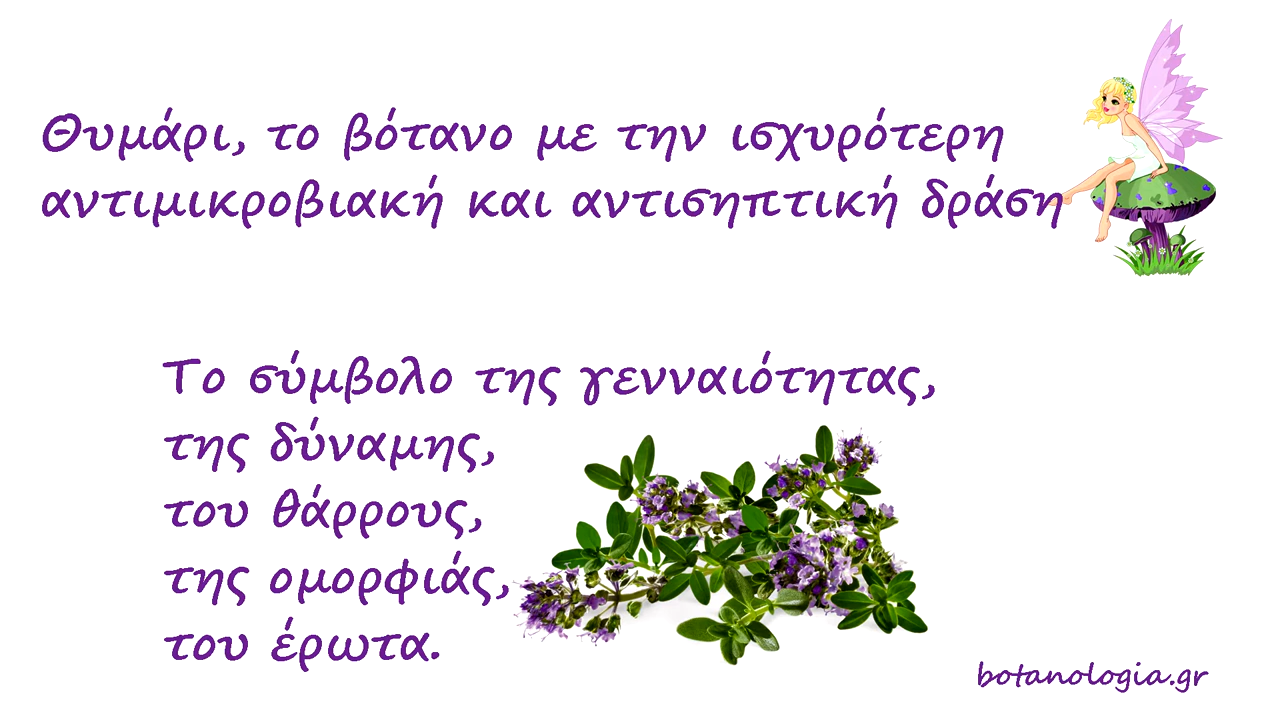 Θυμάρι, το βότανο με την ισχυρότερη
αντιμικροβιακή και αντισηπτική δράση
Το σύμβολο της γενναιότητας,
της δύναμης,
του θάρρους,
της ομορφιάς,
του έρωτα.
botanologia.gr